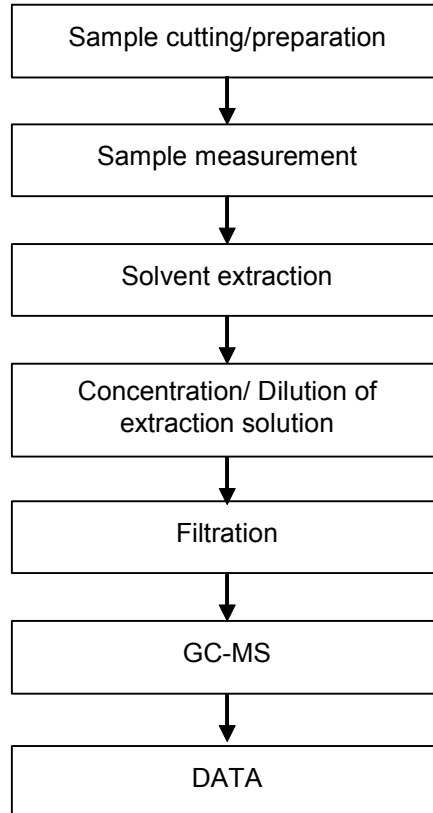 Sample cutting/preparation
Sample measurement
Solvent extraction
Concentration/ Dilution of
extraction solution
Filtration
GC-MS
DATA